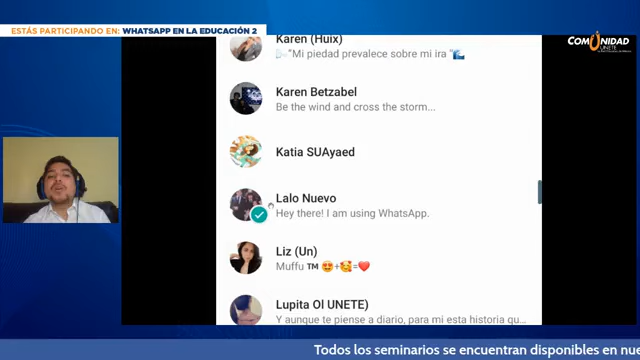 ESTÁS PARTICIPANDO EN: WHATSAPP EN LA EDUCACIÓN 2
COMUNIDAD
UNETE
Karen (Huix)
"Mi piedad prevalece sobre mi ira "🌊
Karen Betzabel
Be the wind and cross the storm...
Katia SUAyaed
Lalo Nuevo
Hey there! I am using WhatsApp.
Liz (Un)
Muffu ™️ 😍+🥰=❤️
Lupita Ol UNETE)
Y aunque te piense a diario, para mi esta historia qu...
Todos los seminarios se encuentran disponibles en nue